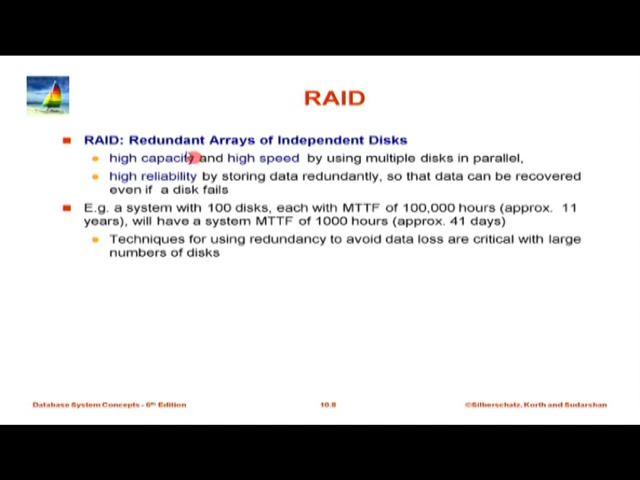 RAID
RAID: Redundant Arrays of Independent Disks
high capacity and high speed by using multiple disks in parallel,
high reliability by storing data redundantly, so that data can be recovered
even if a disk fails
E.g. a system with 100 disks, each with MTTF of 100,000 hours (approx. 11
years), will have a system MTTF of 1000 hours (approx. 41 days)
Techniques for using redundancy to avoid data loss are critical with large
numbers of disks
Database System Concepts - 6th Edition 10.8 ©Silberschatz, Korth and Sudarshan